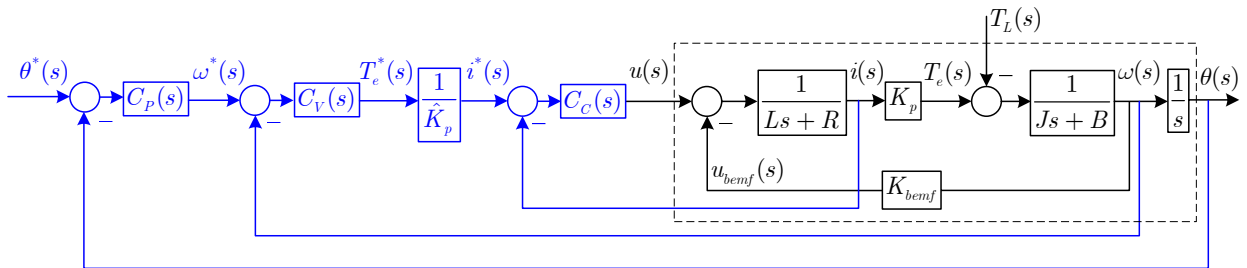 T_L(s)
θ*(s)
ω*(s)
T_e*(s)
i*(s)
u(s)
i(s)
T_e(s)
ω(s)
θ(s)
C_P(s)
C_V(s)
1
K̂_p
C_C(s)
1
Ls + R
K_p
1
Js + B
1
s
−
−
−
−
−
u_bemf(s)
K_bemf